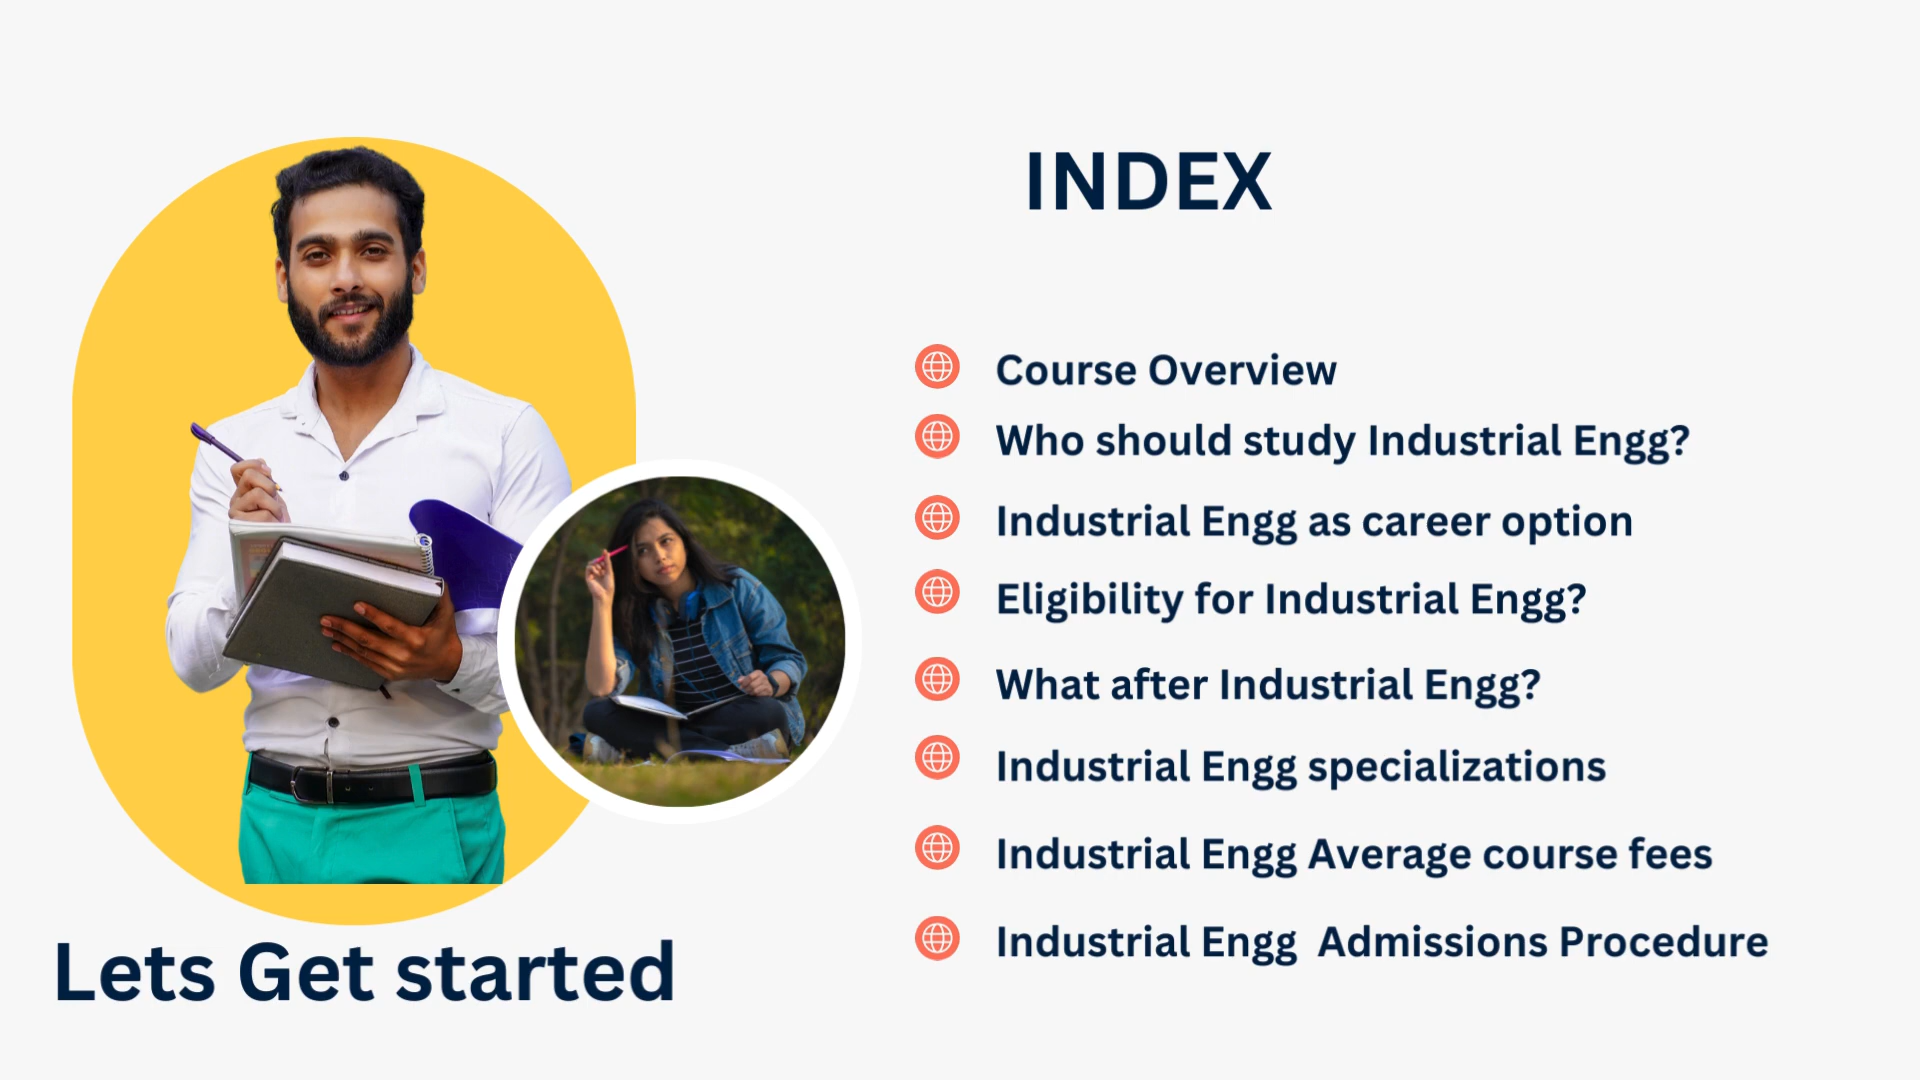 INDEX
Course Overview
Who should study Industrial Engg?
Industrial Engg as career option
Eligibility for Industrial Engg?
What after Industrial Engg?
Industrial Engg specializations
Industrial Engg Average course fees
Industrial Engg  Admissions Procedure
Lets Get started